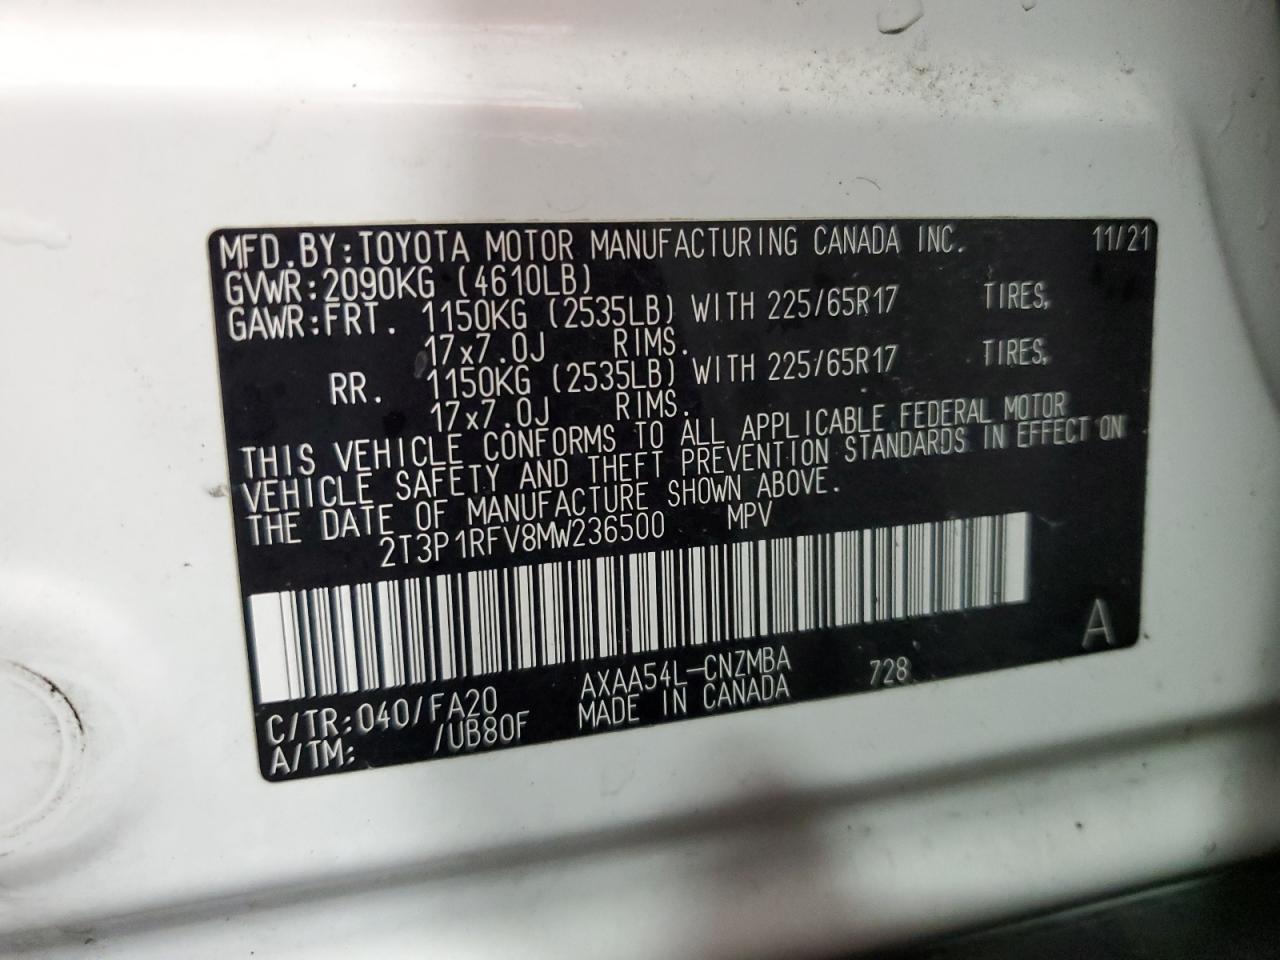 MFD. BY: TOYOTA MOTOR MANUFACTURING CANADA INC. 11/21
GVWR: 2090KG (4610LB)
GAWR: FRT. 1150KG (2535LB) WITH 225/65R17 TIRES,
17x7.0J RIMS.
RR. 1150KG (2535LB) WITH 225/65R17 TIRES,
17x7.0J RIMS.
THIS VEHICLE CONFORMS TO ALL APPLICABLE FEDERAL MOTOR
VEHICLE SAFETY AND THEFT PREVENTION STANDARDS IN EFFECT ON
THE DATE OF MANUFACTURE SHOWN ABOVE.
2T3P1RFV8MW236500 MPV
A
C/TR: 040/FA20 AXAA54L-CNZMBA 728
A/TM: /UB80F MADE IN CANADA